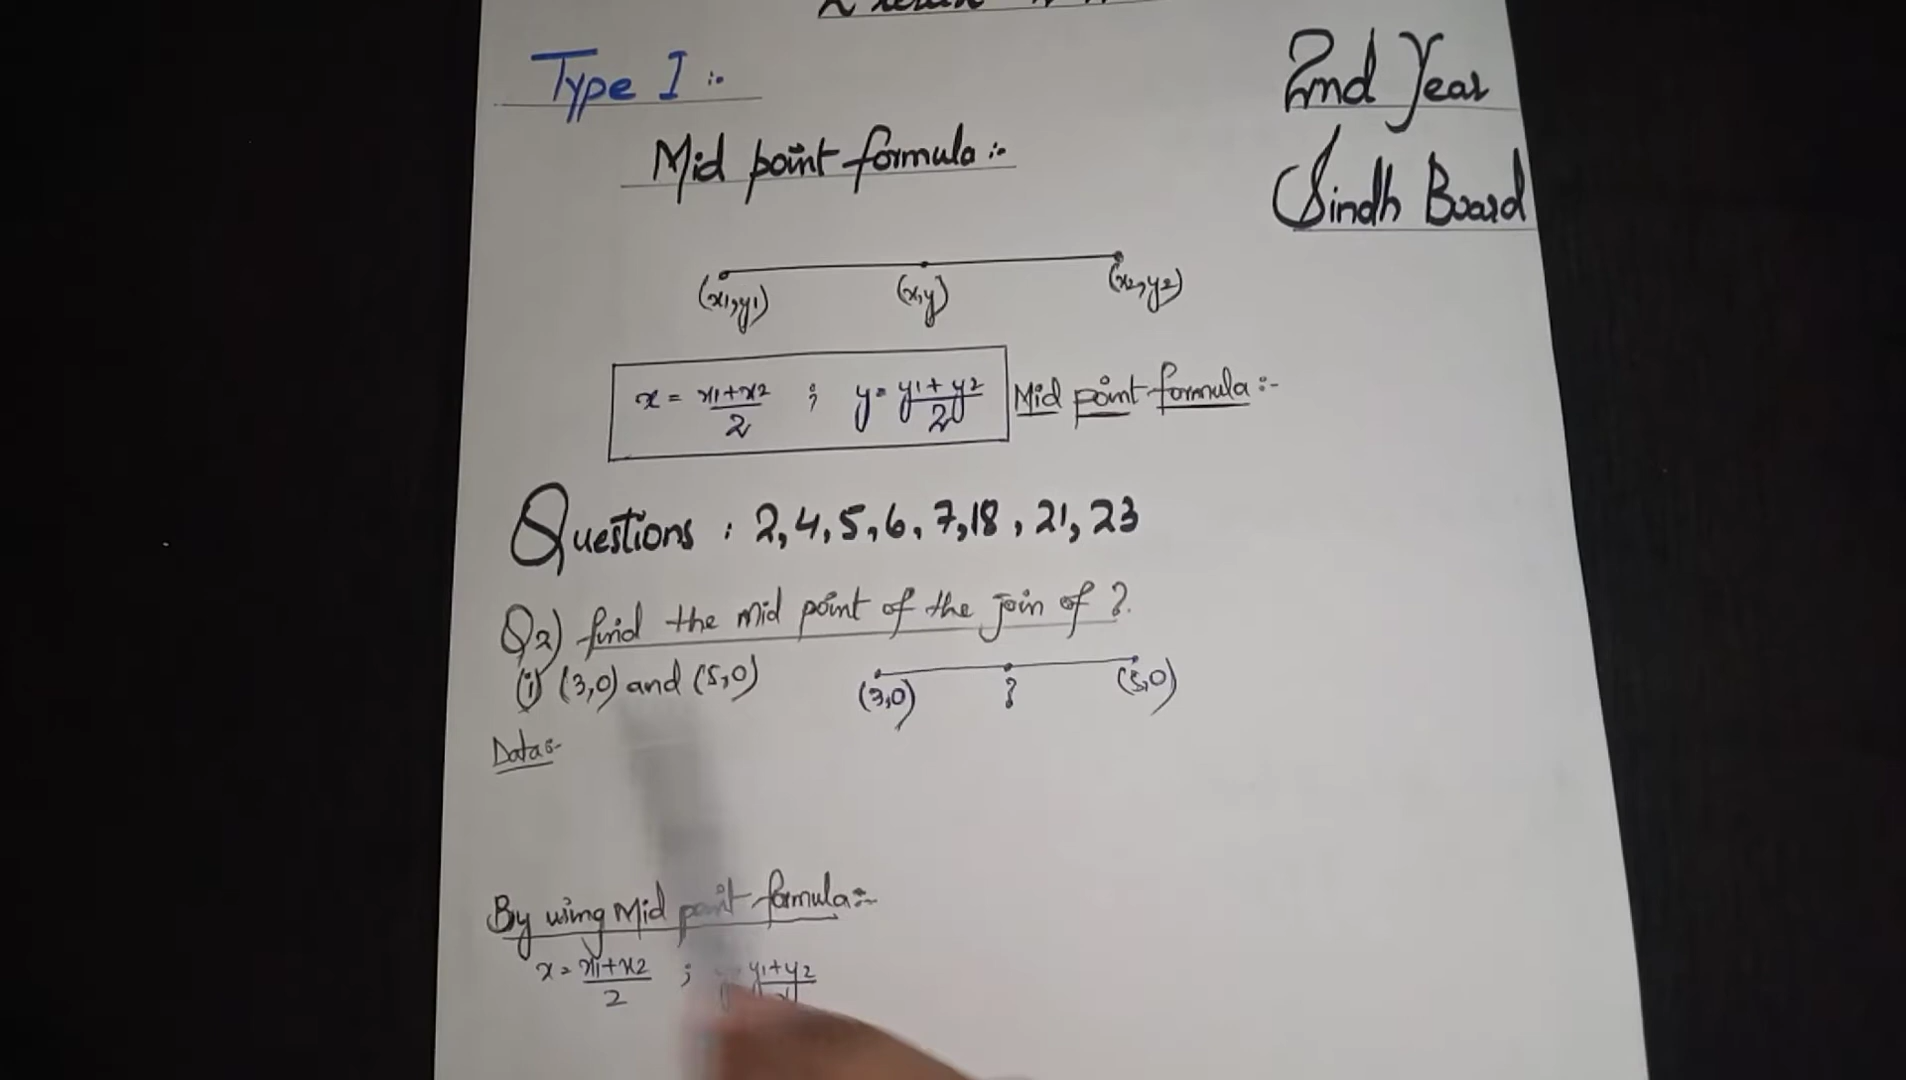 Type I :-
2nd Year
Mid point formula :-
Sindh Board
(x1,y1) (x,y) (x2,y2)
x = x1+x2/2 ; y = y1+y2/2 Mid point formula :-
Questions : 2,4,5,6,7,18,21,23
Q2) find the mid point of the join of ?.
(i) (3,0) and (5,0) (3,0) ? (5,0)
Data:-
By using Mid point formula:-
x = x1+x2/2 ; y1+y2